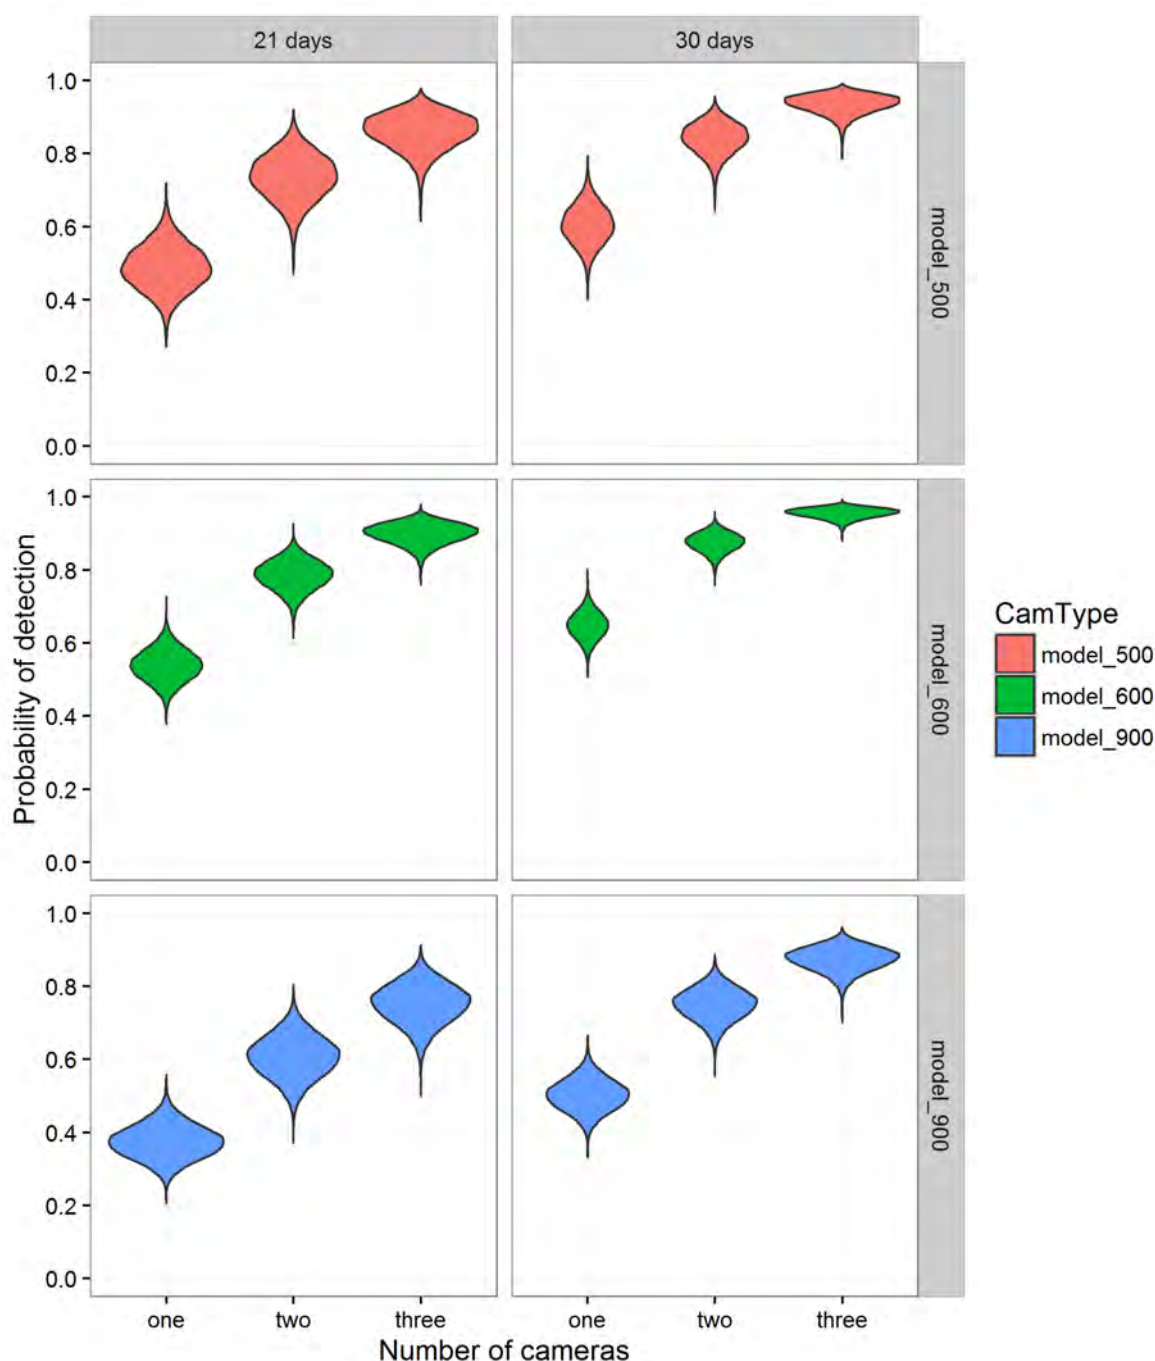 21 days
30 days
1.0
0.8
0.6
0.4
0.2
0.0
model_500
1.0
0.8
0.6
0.4
0.2
0.0
model_600
1.0
0.8
0.6
0.4
0.2
0.0
model_900
Probability of detection
one
two
three
one
two
three
Number of cameras
CamType
model_500
model_600
model_900